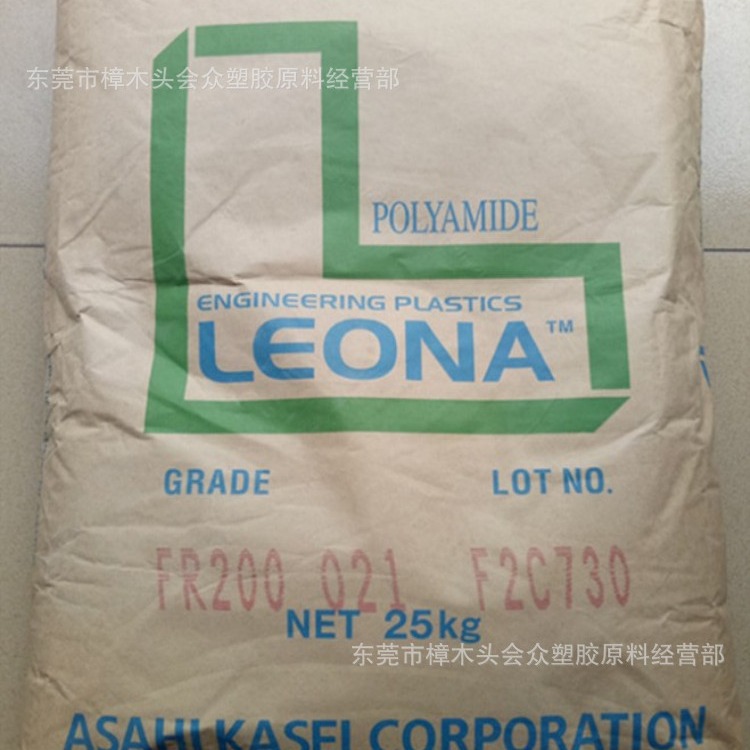 东莞市樟木头会众塑胶原料经营部
POLYAMIDE
ENGINEERING PLASTICS
LEONA™
GRADE LOT NO.
FR200 021 F2C730
NET 25kg
东莞市樟木头会众塑胶原料经营部
ASAHI KASEI CORPORATION